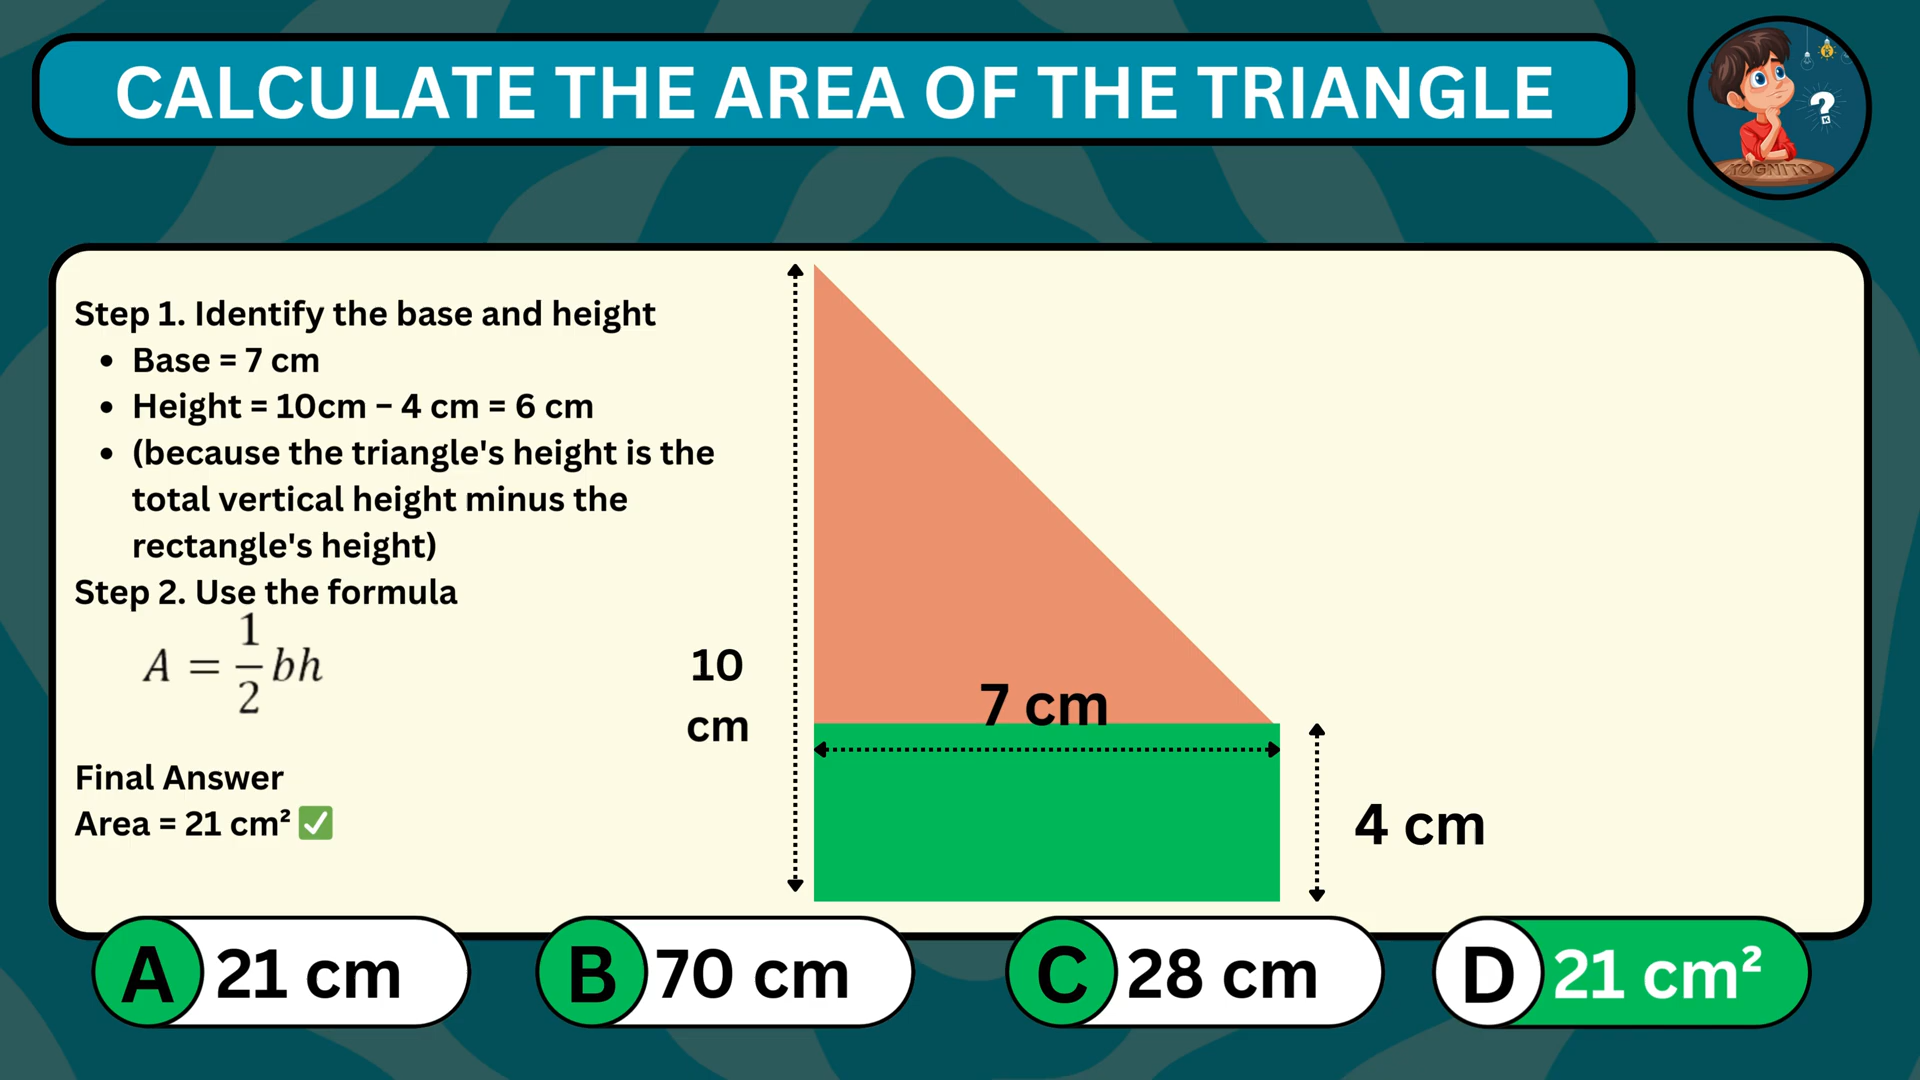 CALCULATE THE AREA OF THE TRIANGLE
?
KOGNITO
Step 1. Identify the base and height
• Base = 7 cm
• Height = 10cm – 4 cm = 6 cm
• (because the triangle's height is the
total vertical height minus the
rectangle's height)
Step 2. Use the formula
A = 1/2 bh
Final Answer
Area = 21 cm² ✅
10
cm
7 cm
4 cm
A 21 cm
B 70 cm
C 28 cm
D 21 cm²